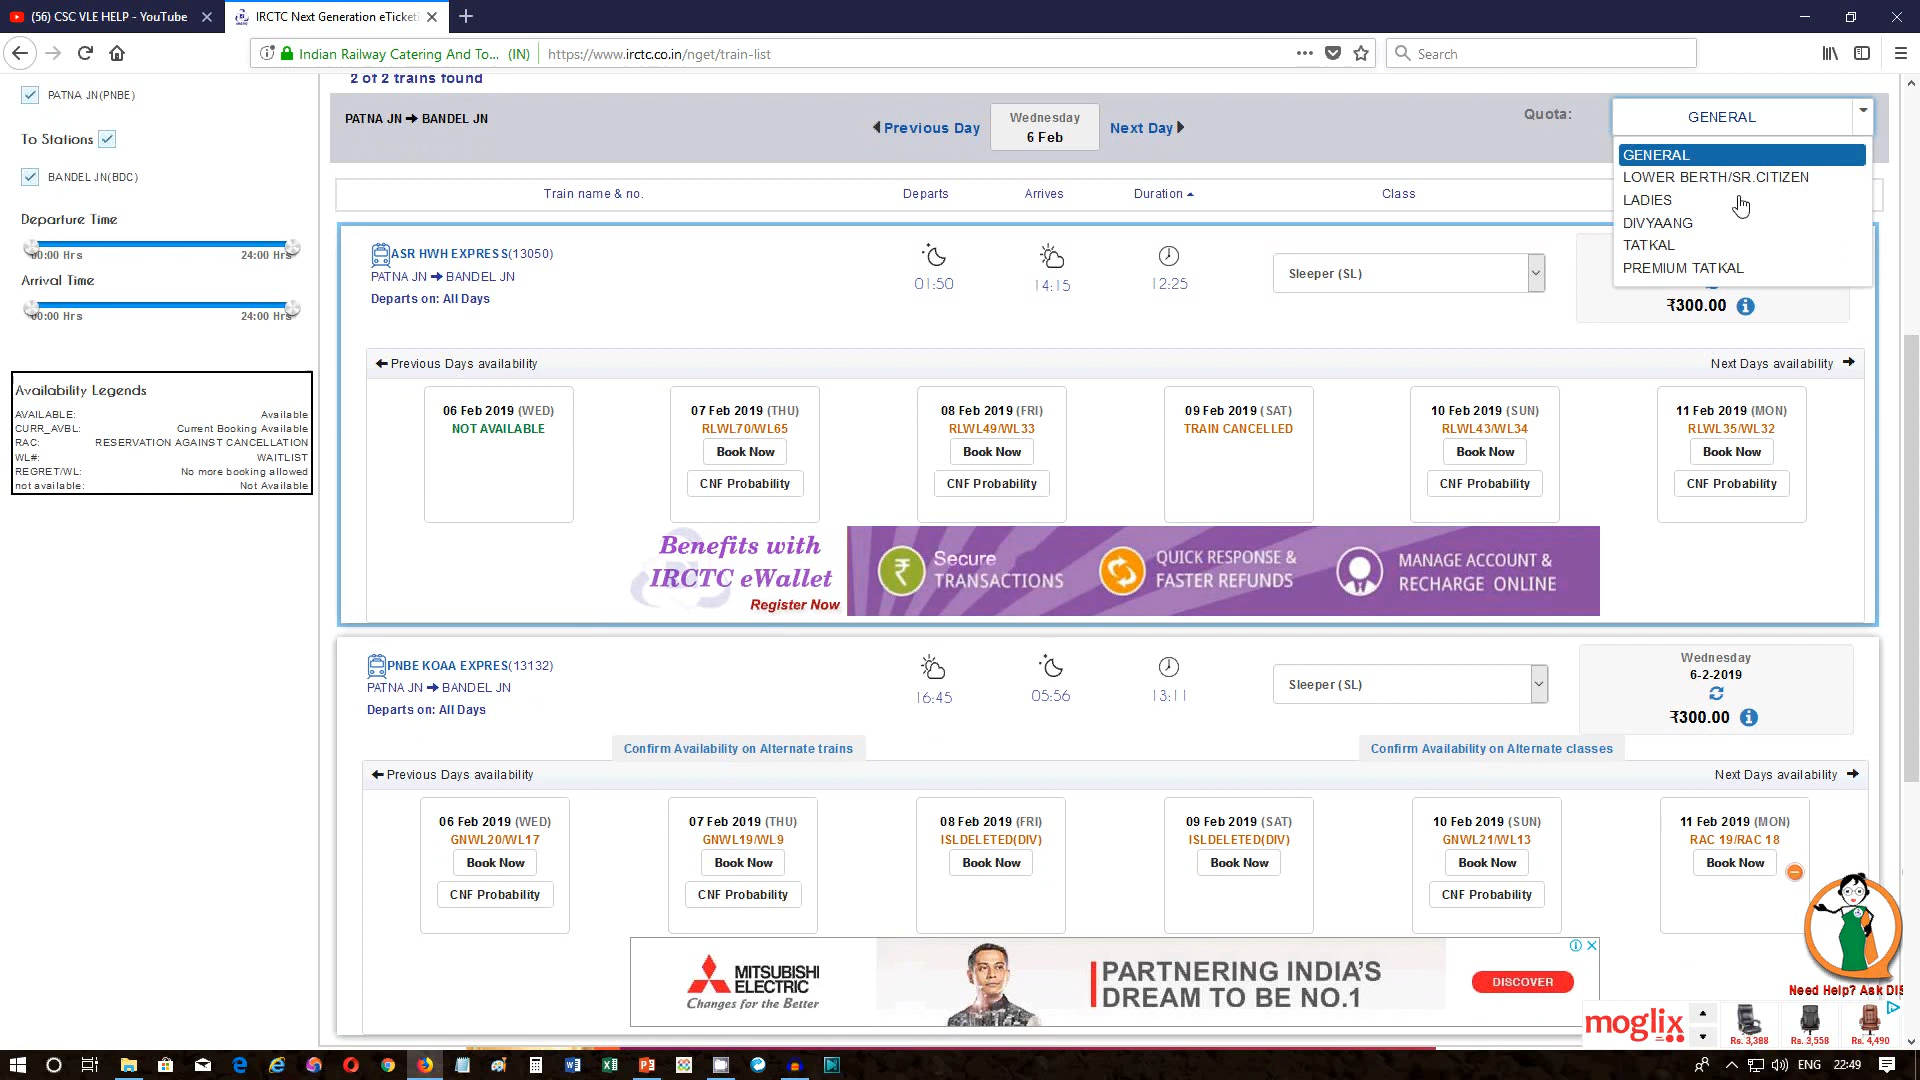 (56) CSC VLE HELP - YouTube
IRCTC Next Generation eTicketi
Indian Railway Catering And To... (IN)
https://www.irctc.co.in/nget/train-list
Search
2 of 2 trains found
PATNA JN(PNBE)
To Stations
BANDEL JN(BDC)
Departure Time
00:00 Hrs 24:00 Hrs
Arrival Time
00:00 Hrs 24:00 Hrs
Availability Legends
AVAILABLE: Available
CURR_AVBL: Current Booking Available
RAC: RESERVATION AGAINST CANCELLATION
WL#: WAITLIST
REGRET/WL: No more booking allowed
not available: Not Available
PATNA JN → BANDEL JN
Previous Day
Wednesday
6 Feb
Next Day
Quota:
GENERAL
GENERAL
LOWER BERTH/SR.CITIZEN
LADIES
DIVYAANG
TATKAL
PREMIUM TATKAL
Train name & no. Departs Arrives Duration Class
ASR HWH EXPRESS(13050)
PATNA JN → BANDEL JN
Departs on: All Days
01:50
14:15
12:25
Sleeper (SL)
₹300.00
Previous Days availability
Next Days availability
06 Feb 2019 (WED)
NOT AVAILABLE
07 Feb 2019 (THU)
RLWL70/WL65
Book Now
CNF Probability
08 Feb 2019 (FRI)
RLWL49/WL33
Book Now
CNF Probability
09 Feb 2019 (SAT)
TRAIN CANCELLED
10 Feb 2019 (SUN)
RLWL43/WL34
Book Now
CNF Probability
11 Feb 2019 (MON)
RLWL35/WL32
Book Now
CNF Probability
Benefits with
IRCTC eWallet
Register Now
Secure
TRANSACTIONS
QUICK RESPONSE &
FASTER REFUNDS
MANAGE ACCOUNT &
RECHARGE ONLINE
PNBE KOAA EXPRES(13132)
PATNA JN → BANDEL JN
Departs on: All Days
16:45
05:56
13:11
Sleeper (SL)
Wednesday
6-2-2019
₹300.00
Confirm Availability on Alternate trains
Confirm Availability on Alternate classes
Previous Days availability
Next Days availability
06 Feb 2019 (WED)
GNWL20/WL17
Book Now
CNF Probability
07 Feb 2019 (THU)
GNWL19/WL9
Book Now
CNF Probability
08 Feb 2019 (FRI)
ISLDELETED(DIV)
Book Now
09 Feb 2019 (SAT)
ISLDELETED(DIV)
Book Now
10 Feb 2019 (SUN)
GNWL21/WL13
Book Now
CNF Probability
11 Feb 2019 (MON)
RAC 19/RAC 18
Book Now
MITSUBISHI
ELECTRIC
Changes for the Better
PARTNERING INDIA'S
DREAM TO BE NO.1
DISCOVER
Need Help? Ask DIS
moglix
Rs. 3,388
Rs. 3,558
Rs. 4,490
ENG
22:49